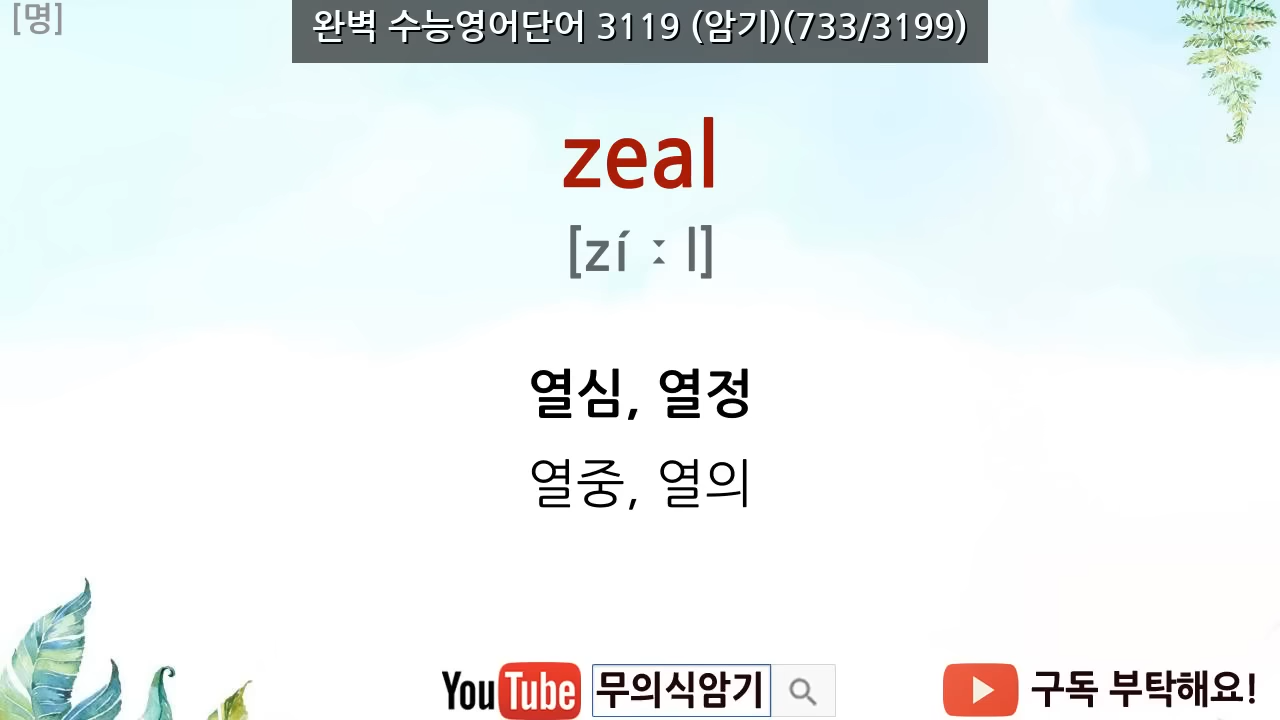 [명]
완벽 수능영어단어 3119 (암기)(733/3199)
zeal
[zíːl]
열심, 열정
열중, 열의
YouTube 무의식암기 구독 부탁해요!